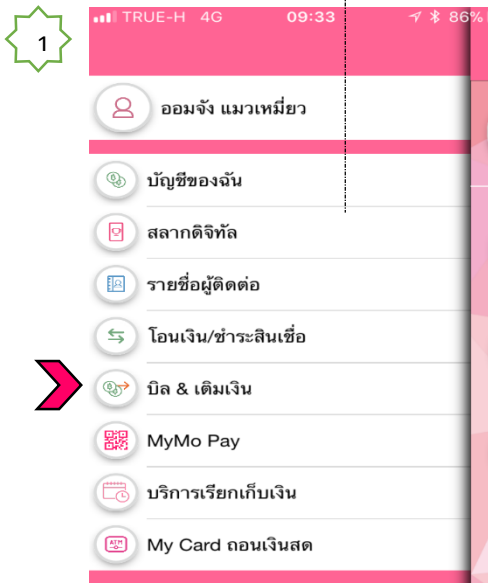 1
TRUE-H 4G 09:33 86%
ออมจัง แมวเหมี่ยว
บัญชีของฉัน
สลากดิจิทัล
รายชื่อผู้ติดต่อ
โอนเงิน/ชำระสินเชื่อ
บิล & เติมเงิน
MyMo Pay
บริการเรียกเก็บเงิน
ATM
My Card ถอนเงินสด